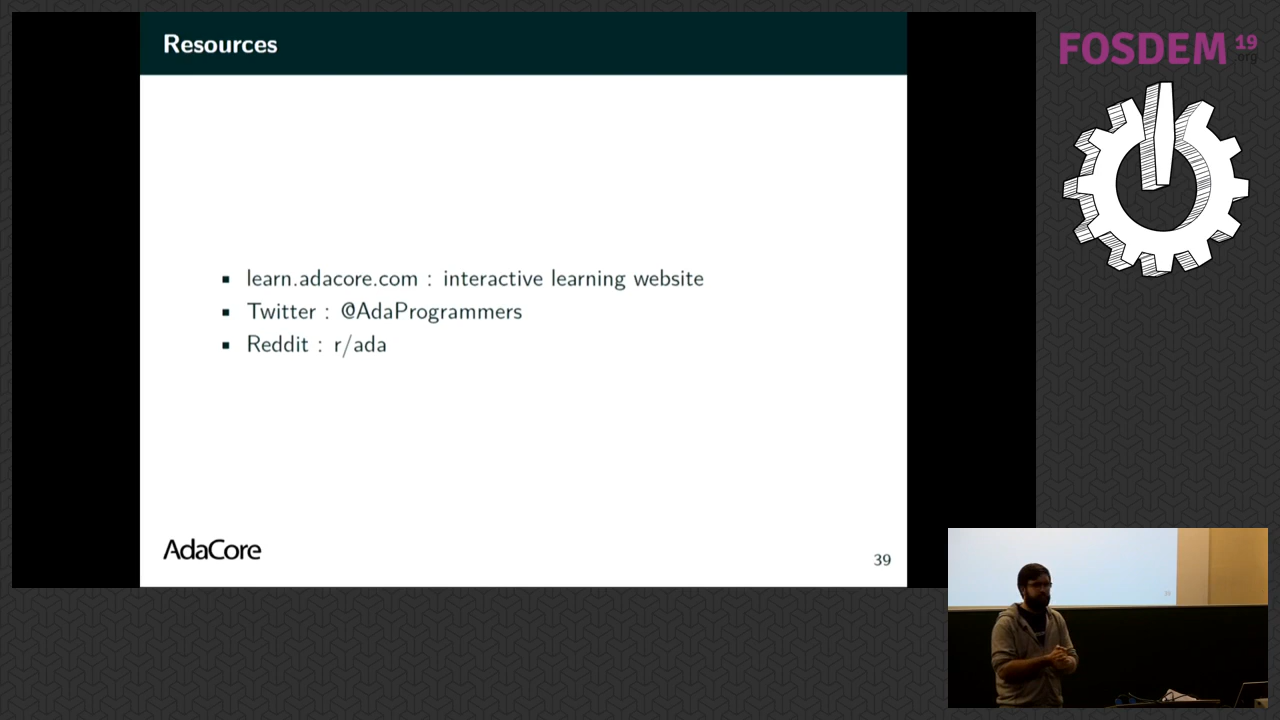 Resources
FOSDEM 19
.org
▪ learn.adacore.com : interactive learning website
▪ Twitter : @AdaProgrammers
▪ Reddit : r/ada
AdaCore
39